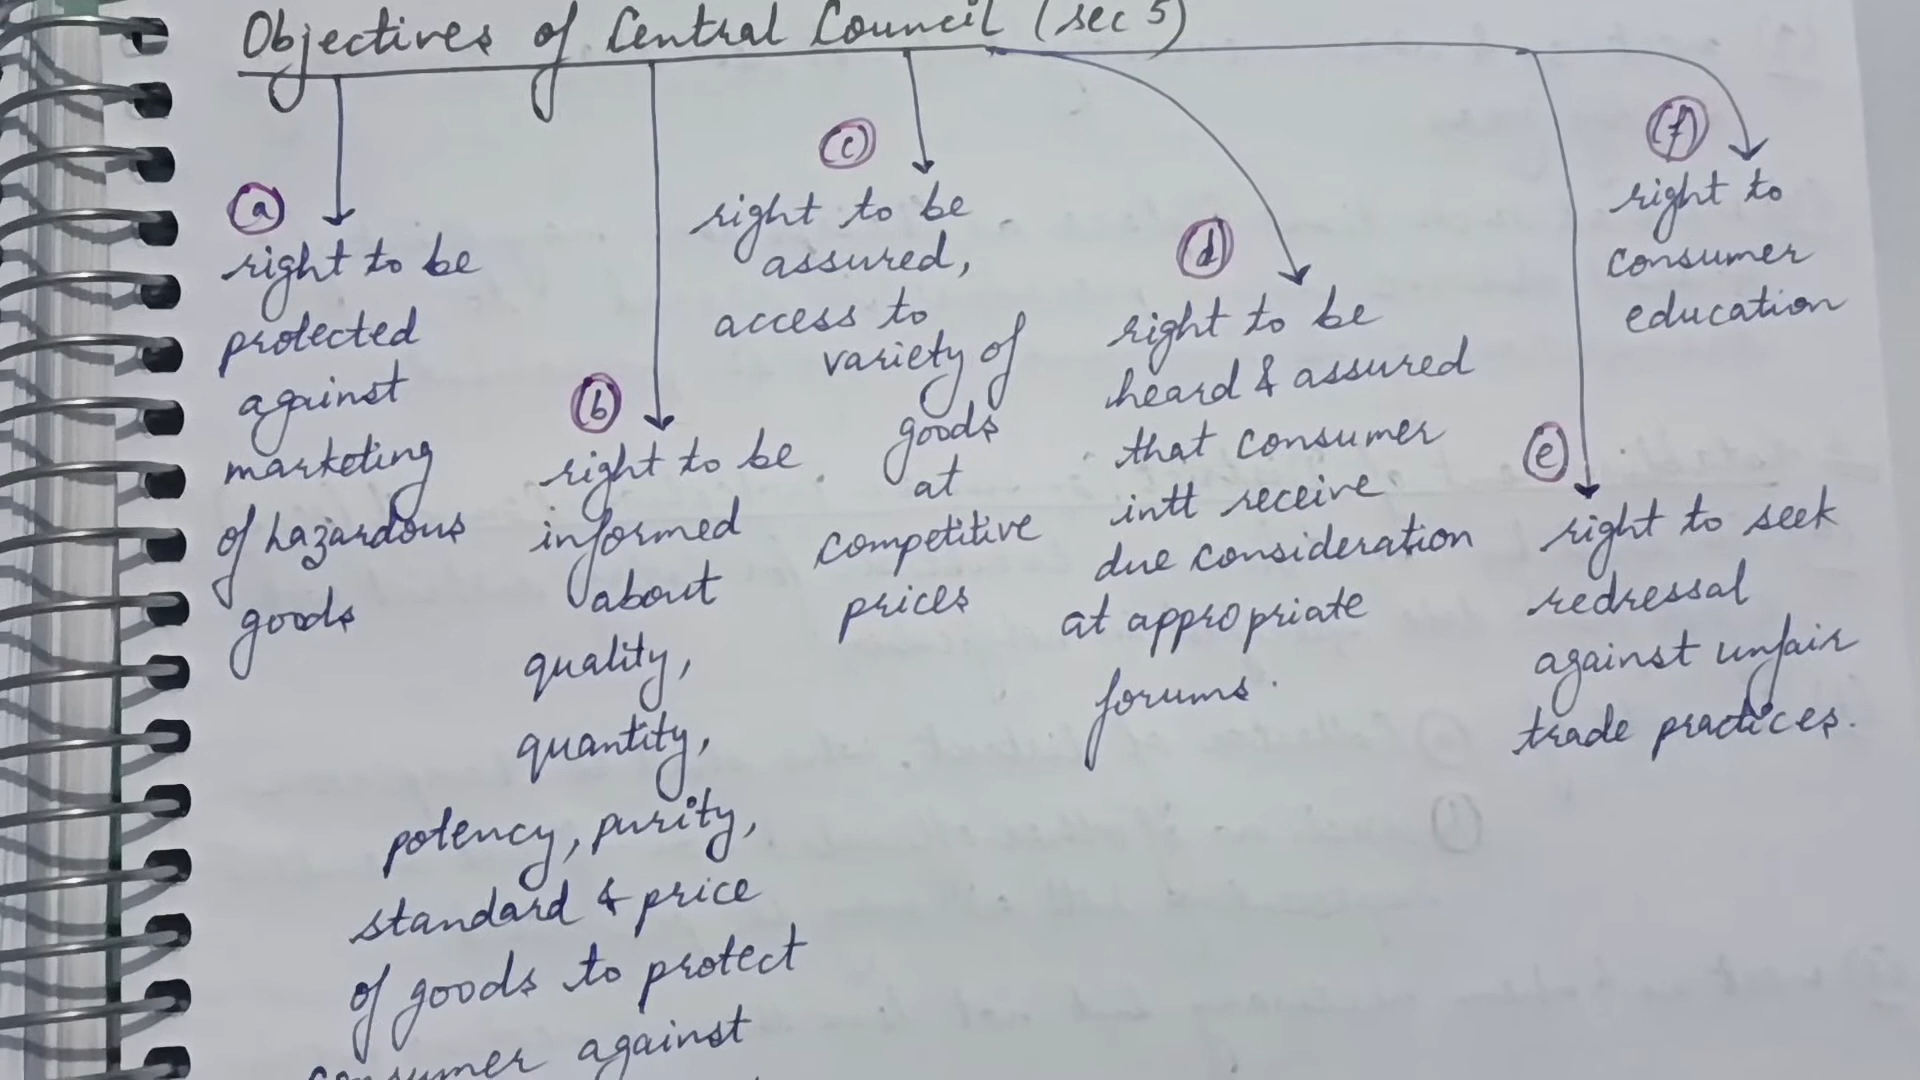 Objectives of Central Council (sec 5)
(a)
right to be
protected
against
marketing
of hazardous
goods
(b)
right to be
informed
about
quality,
quantity,
potency, purity,
standard & price
of goods to protect
consumer against
(c)
right to be
assured,
access to
variety of
goods
at
competitive
prices
(d)
right to be
heard & assured
that consumer
intt receive
due consideration
at appropriate
forums.
(e)
right to seek
redressal
against unfair
trade practices.
(f)
right to
consumer
education